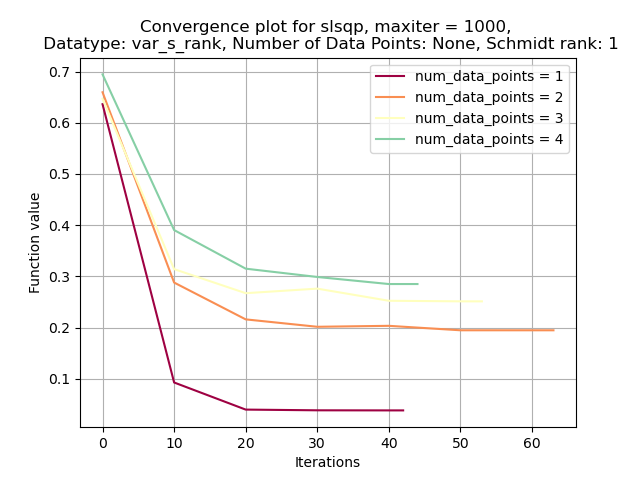 Convergence plot for slsqp, maxiter = 1000,
Datatype: var_s_rank, Number of Data Points: None, Schmidt rank: 1
num_data_points = 1
num_data_points = 2
num_data_points = 3
num_data_points = 4
Function value
0.7
0.6
0.5
0.4
0.3
0.2
0.1
0 10 20 30 40 50 60
Iterations